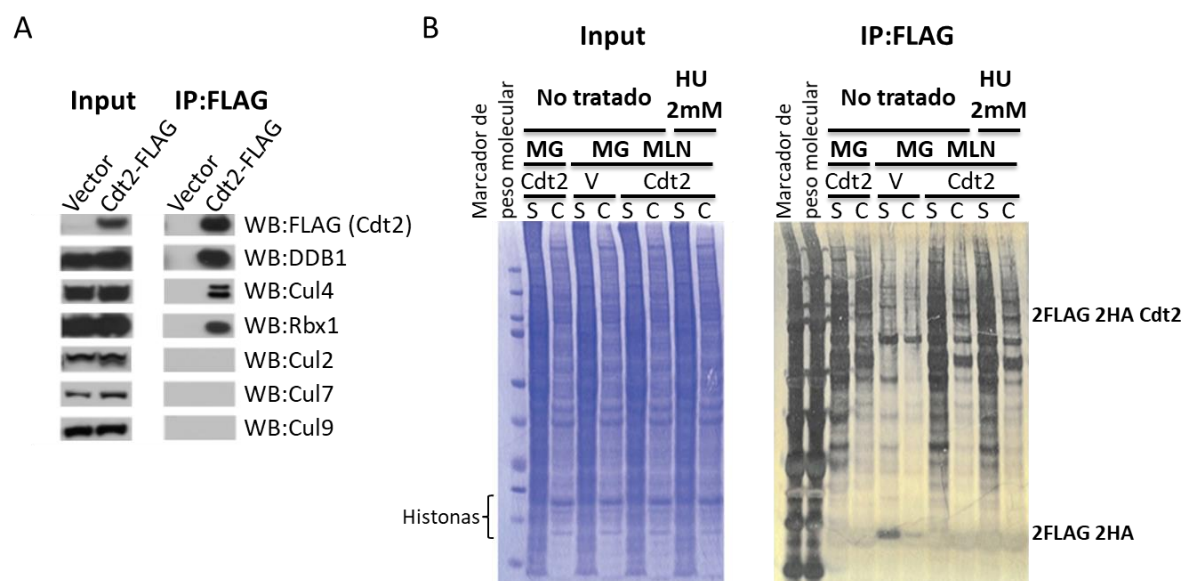 A
Input
IP:FLAG
Vector
Cdt2-FLAG
Vector
Cdt2-FLAG
WB:FLAG (Cdt2)
WB:DDB1
WB:Cul4
WB:Rbx1
WB:Cul2
WB:Cul7
WB:Cul9
B
Input
Marcador de
peso molecular
No tratado
HU
2mM
MG
MG
MLN
Cdt2
V
Cdt2
S C S C S C S C
Histonas
IP:FLAG
Marcador de
peso molecular
No tratado
HU
2mM
MG
MG
MLN
Cdt2
V
Cdt2
S C S C S C S C
2FLAG 2HA Cdt2
2FLAG 2HA